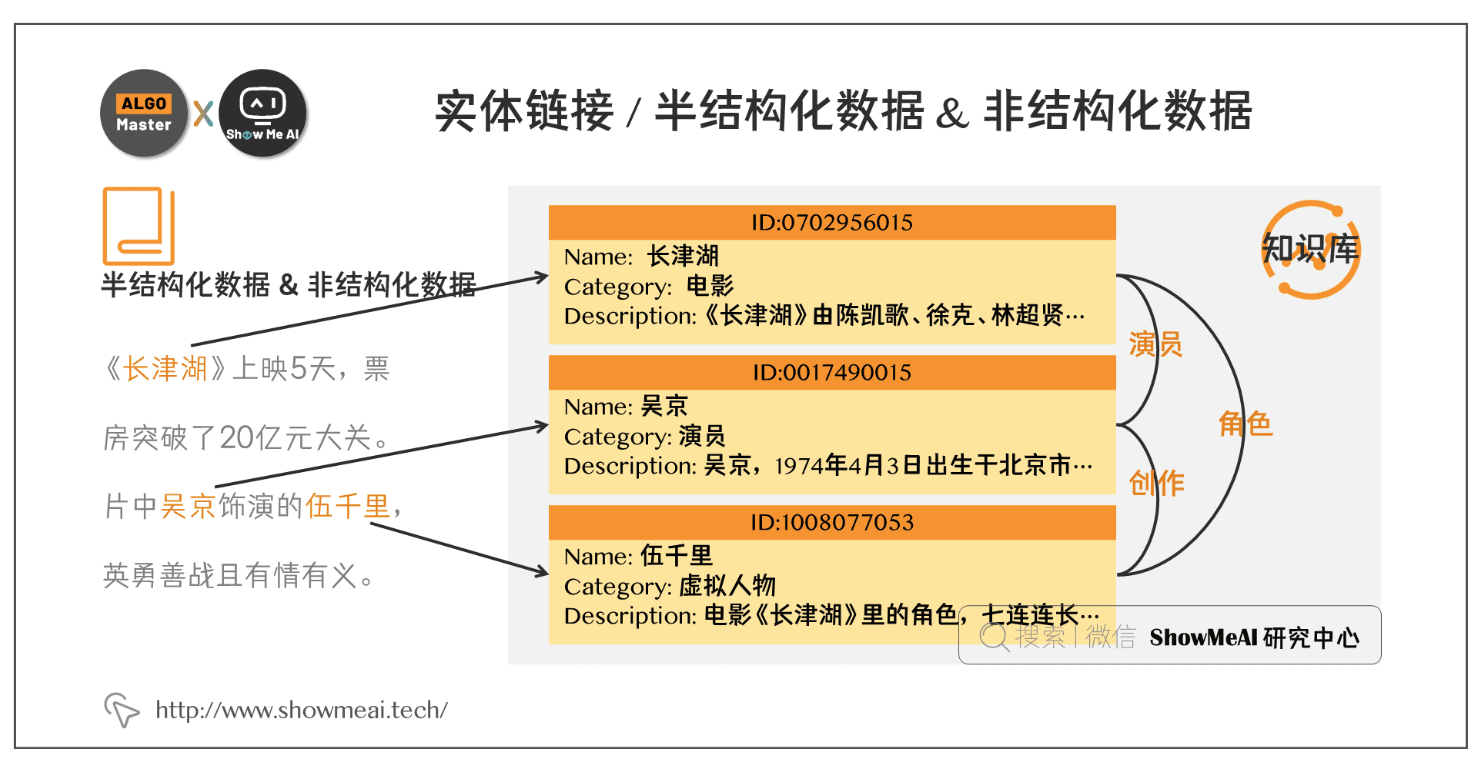 ALGO
Master
X
Show Me AI
实体链接 / 半结构化数据 & 非结构化数据
半结构化数据 & 非结构化数据
《长津湖》上映5天，票
房突破了20亿元大关。
片中吴京饰演的伍千里，
英勇善战且有情有义。
ID:0702956015
Name: 长津湖
Category: 电影
Description:《长津湖》由陈凯歌、徐克、林超贤…
ID:0017490015
Name: 吴京
Category: 演员
Description: 吴京，1974年4月3日出生于北京市…
ID:1008077053
Name: 伍千里
Category: 虚拟人物
Description: 电影《长津湖》里的角色，七连连长…
知识库
演员
角色
创作
搜索|微信 ShowMeAI 研究中心
http://www.showmeai.tech/